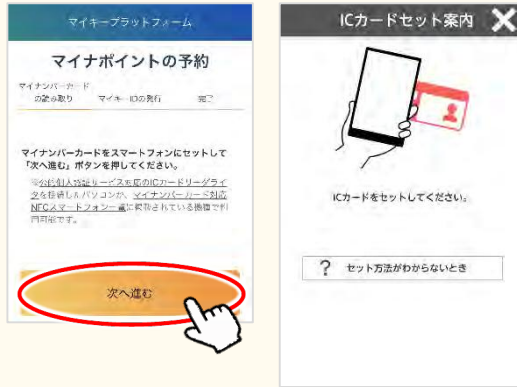 マイキープラットフォーム
マイナポイントの予約
マイナンバーカード
の読み取り
マイキーIDの発行
完了
マイナンバーカードをスマートフォンにセットして
「次へ進む」ボタンを押してください。
※公的個人認証サービス対応のICカードリーダライ
タを接続したパソコンか、マイナンバーカード対応
NFCスマートフォン一覧に掲載されている機種で利
用可能です。
次へ進む
ICカードセット案内
ICカードをセットしてください。
? セット方法がわからないとき